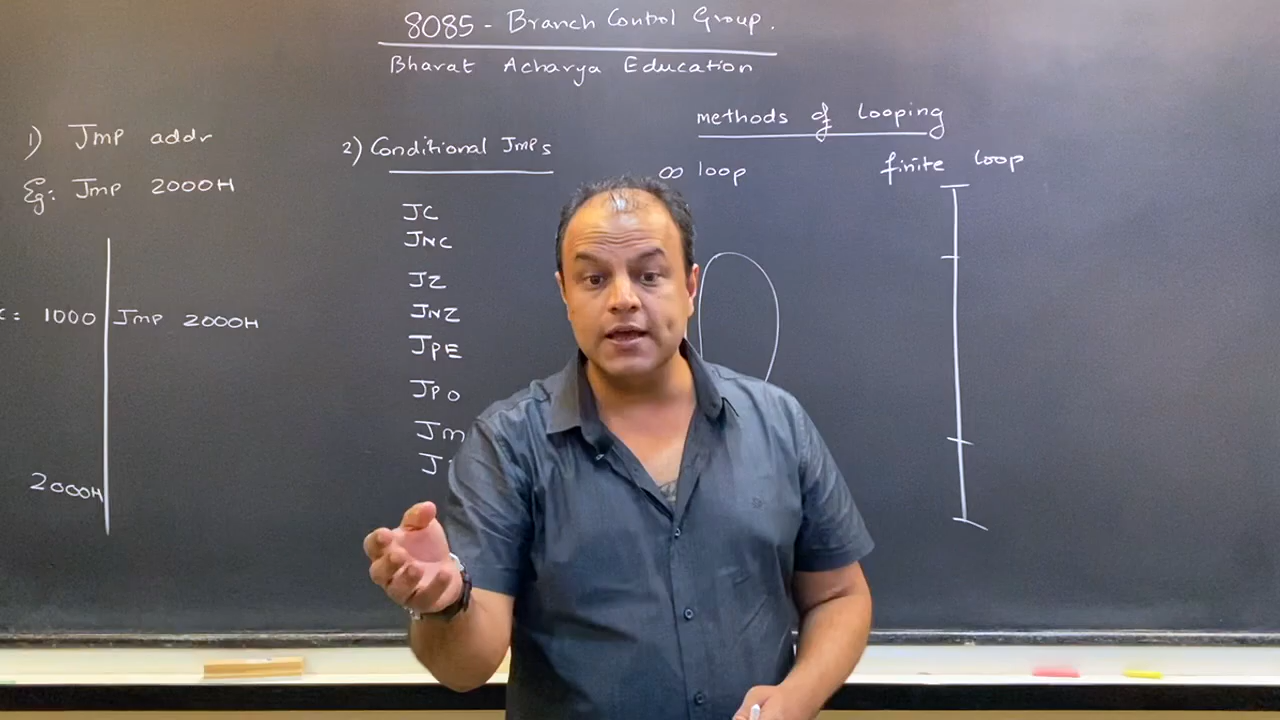 8085 - Branch Control Group.
Bharat Acharya Education
1) Jmp addr
Eg: Jmp 2000H
: 1000 Jmp 2000H
2000H
2) Conditional Jmps
JC
JNC
JZ
JNZ
JPE
JPO
Jm
J
methods of Looping
∞ loop
finite loop